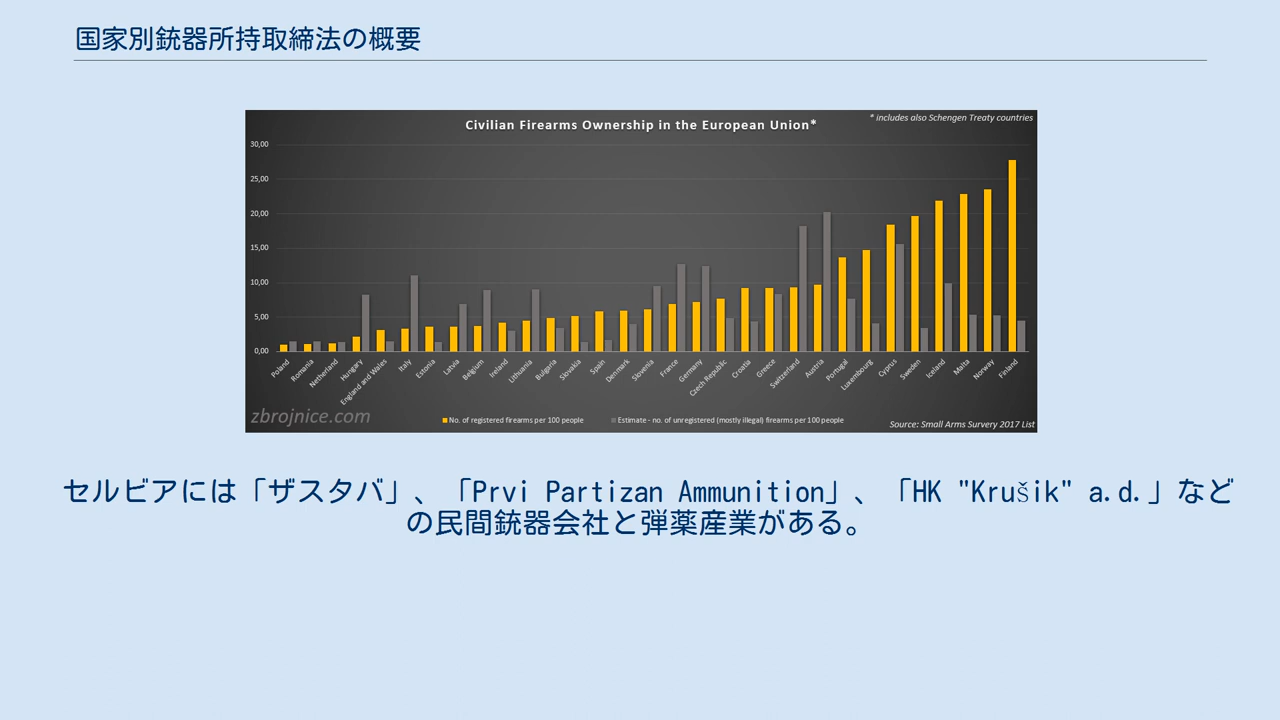 国家別銃器所持取締法の概要
Civilian Firearms Ownership in the European Union*
* includes also Schengen Treaty countries
30,00
25,00
20,00
15,00
10,00
5,00
0,00
Poland
Romania
Netherland
Hungary
England and Wales
Italy
Estonia
Latvia
Belgium
Ireland
Lithuania
Bulgaria
Slovakia
Spain
Denmark
Slovenia
France
Germany
Czech Republic
Croatia
Greece
Switzerland
Austria
Portugal
Luxembourg
Cyprus
Sweden
Iceland
Malta
Norway
Finland
zbrojnice.com
No. of registered firearms per 100 people
Estimate - no. of unregistered (mostly illegal) firearms per 100 people
Source: Small Arms Survery 2017 List
セルビアには「ザスタバ」、「Prvi Partizan Ammunition」、「HK "Krušik" a.d.」など
の民間銃器会社と弾薬産業がある。